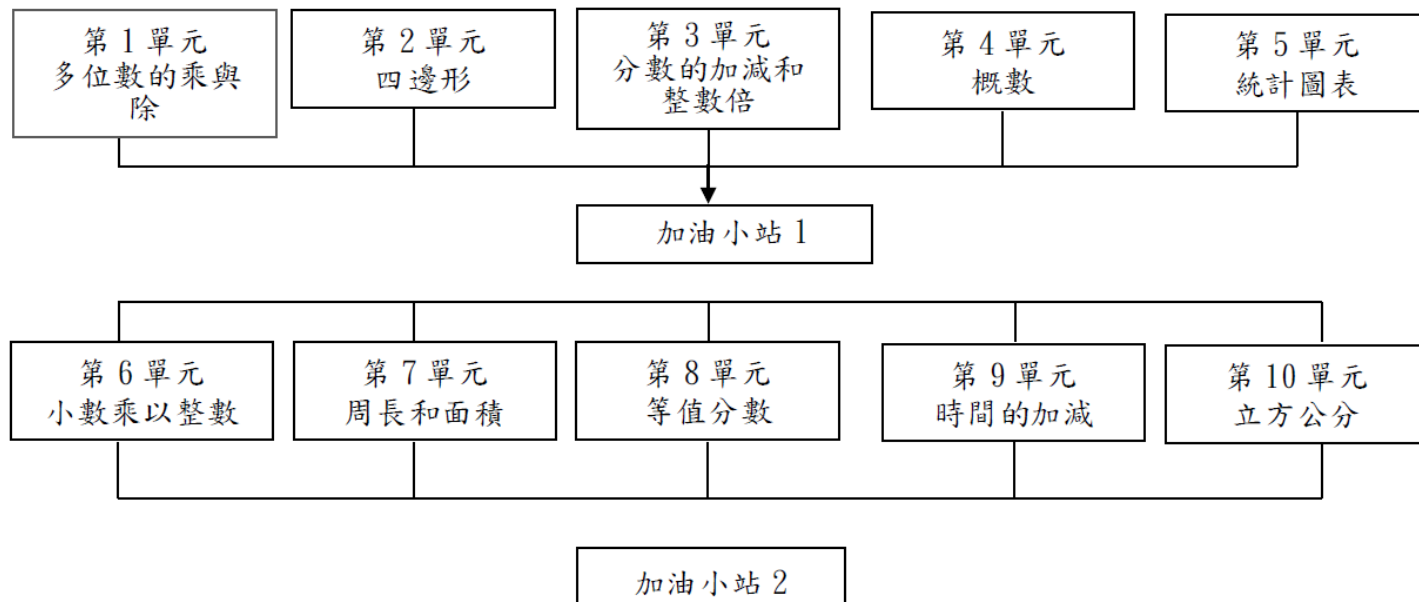 第 1 單元
多位數的乘與
除
第 2 單元
四邊形
第 3 單元
分數的加減和
整數倍
第 4 單元
概數
第 5 單元
統計圖表
加油小站 1
第 6 單元
小數乘以整數
第 7 單元
周長和面積
第 8 單元
等值分數
第 9 單元
時間的加減
第 10 單元
立方公分
加油小站 2